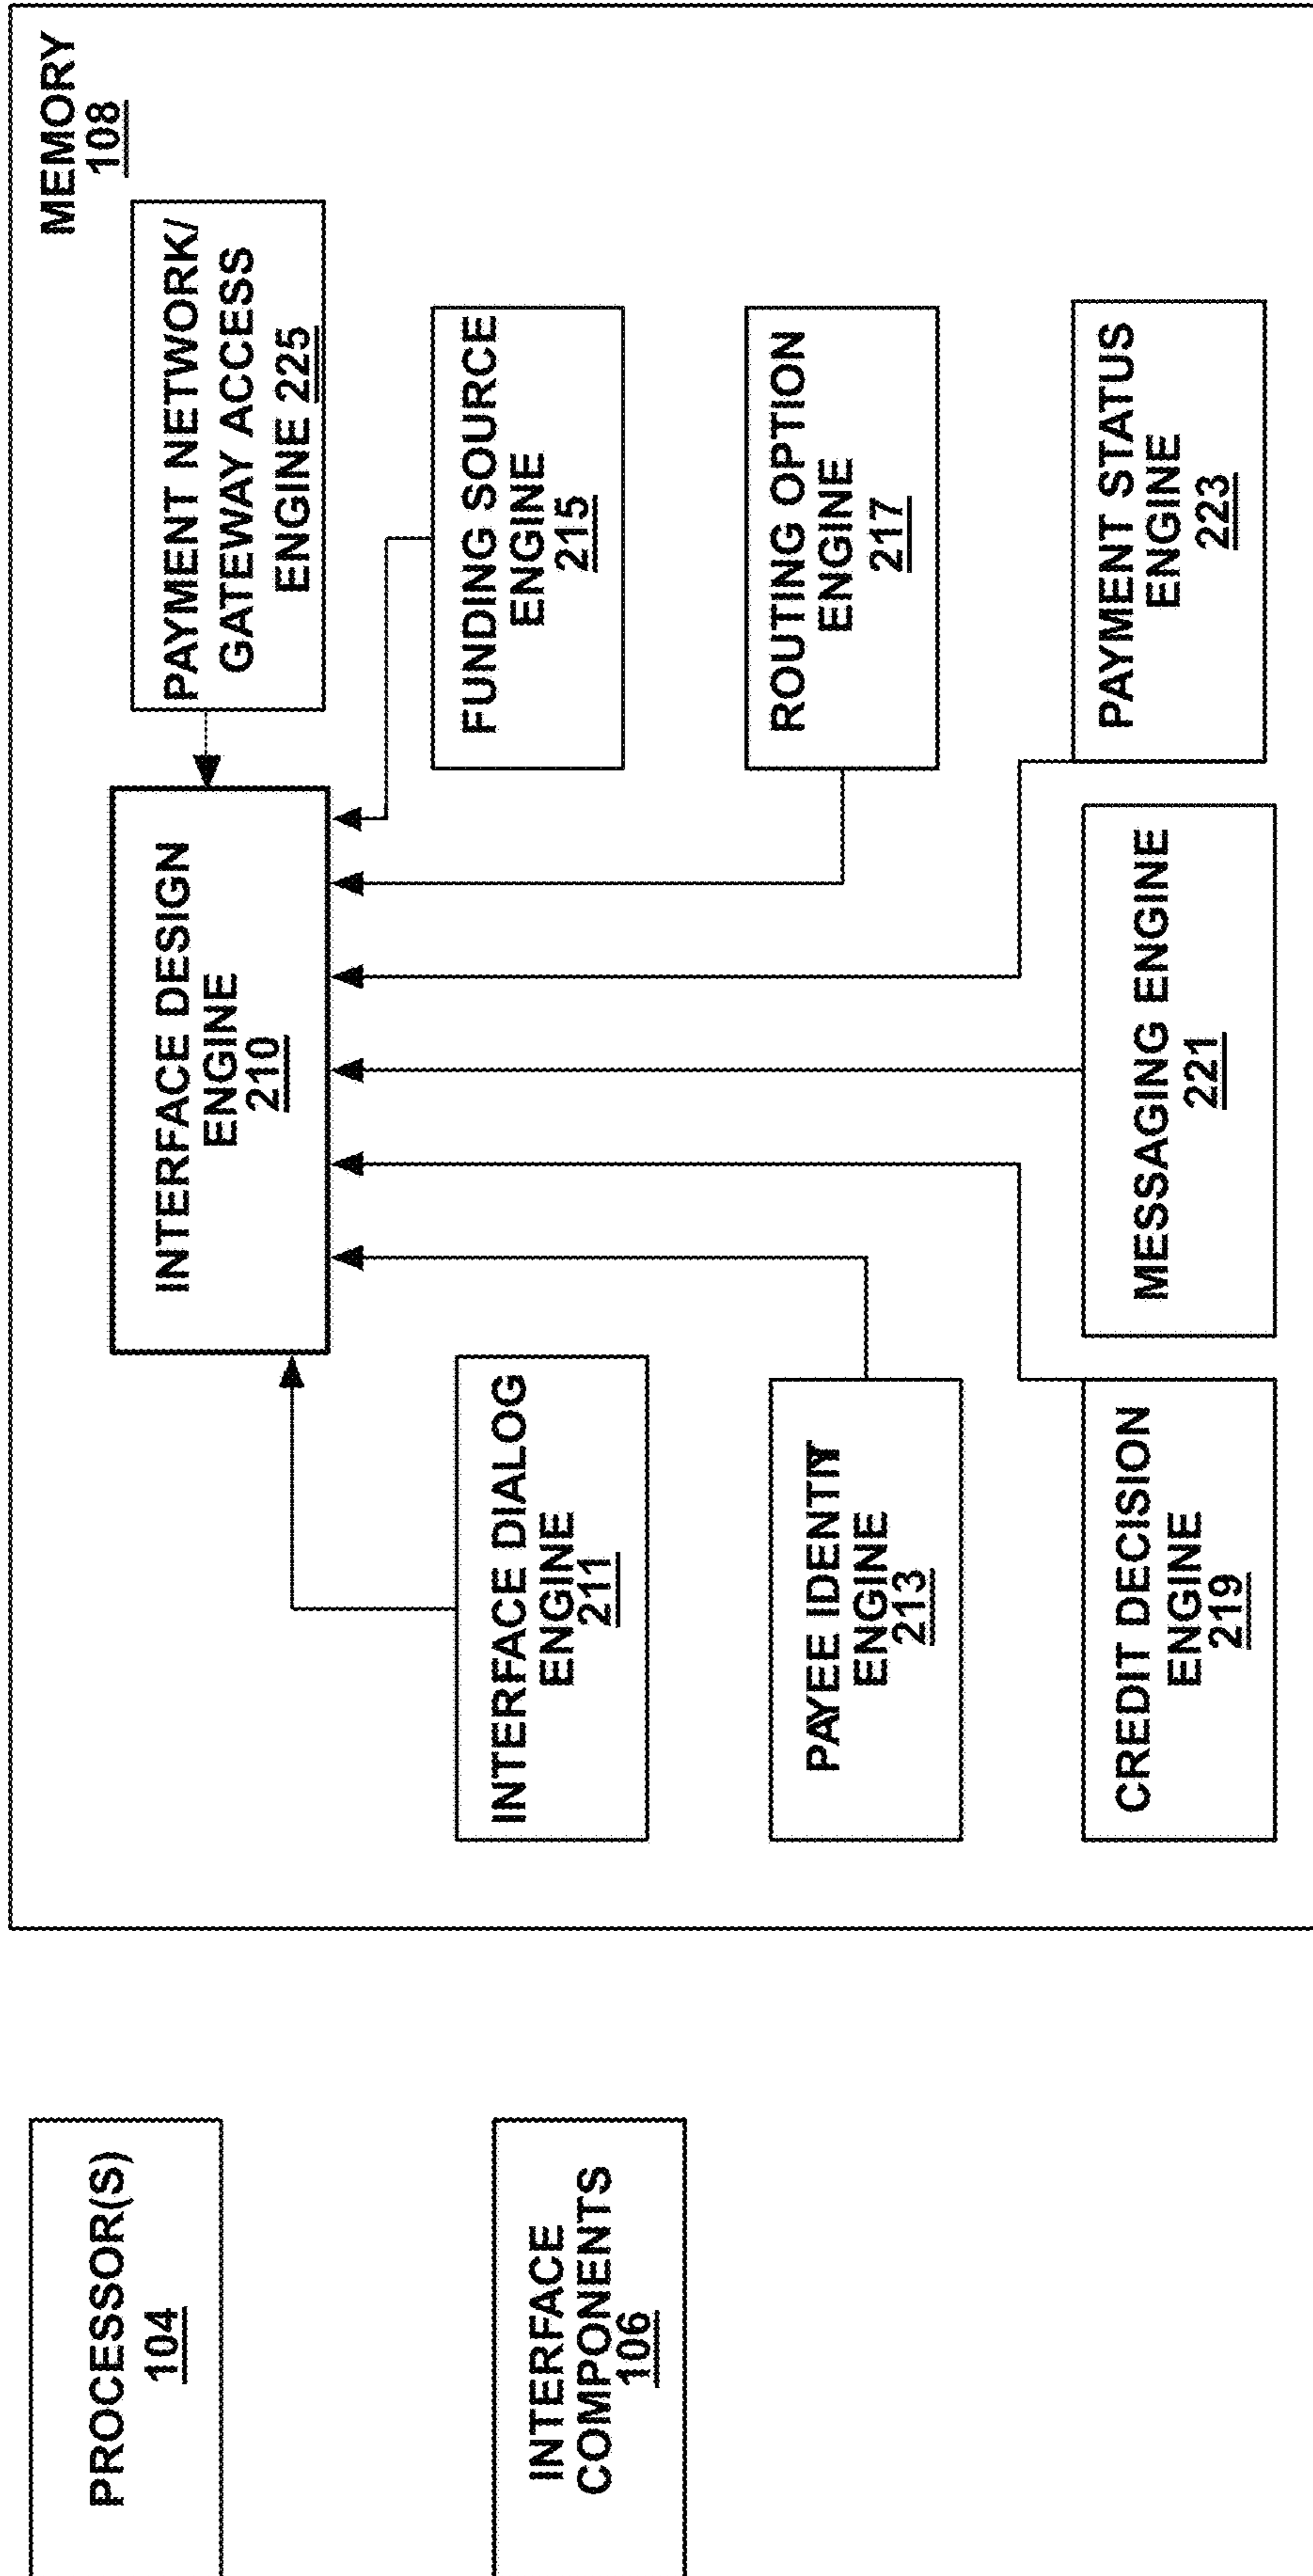 PROCESSOR(S)
104
INTERFACE
COMPONENTS
106
MEMORY
108
INTERFACE DESIGN
ENGINE
210
PAYMENT NETWORK/
GATEWAY ACCESS
ENGINE 225
INTERFACE DIALOG
ENGINE
211
FUNDING SOURCE
ENGINE
215
PAYEE IDENTIY
ENGINE
213
ROUTING OPTION
ENGINE
217
CREDIT DECISION
ENGINE
219
MESSAGING ENGINE
221
PAYMENT STATUS
ENGINE
223